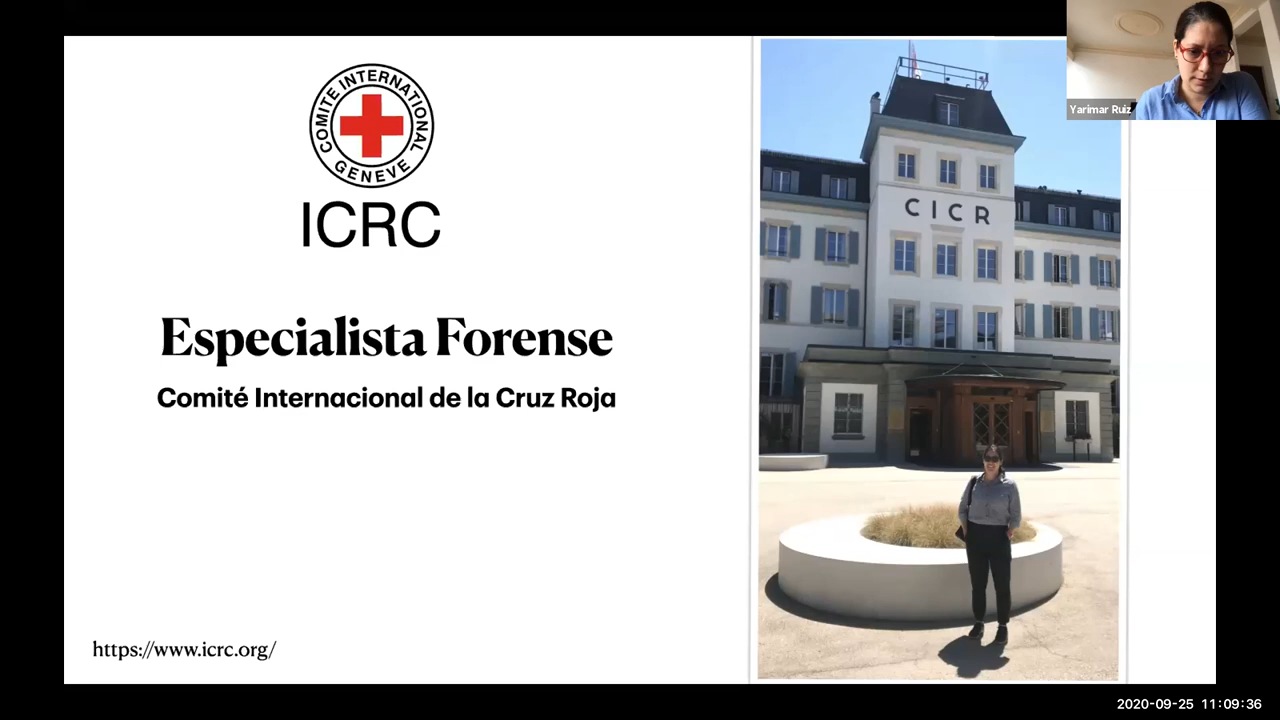 COMITE INTERNATIONAL GENEVE
ICRC
Especialista Forense
Comité Internacional de la Cruz Roja
https://www.icrc.org/
CICR
Yarimar Ruiz
2020-09-25 11:09:36